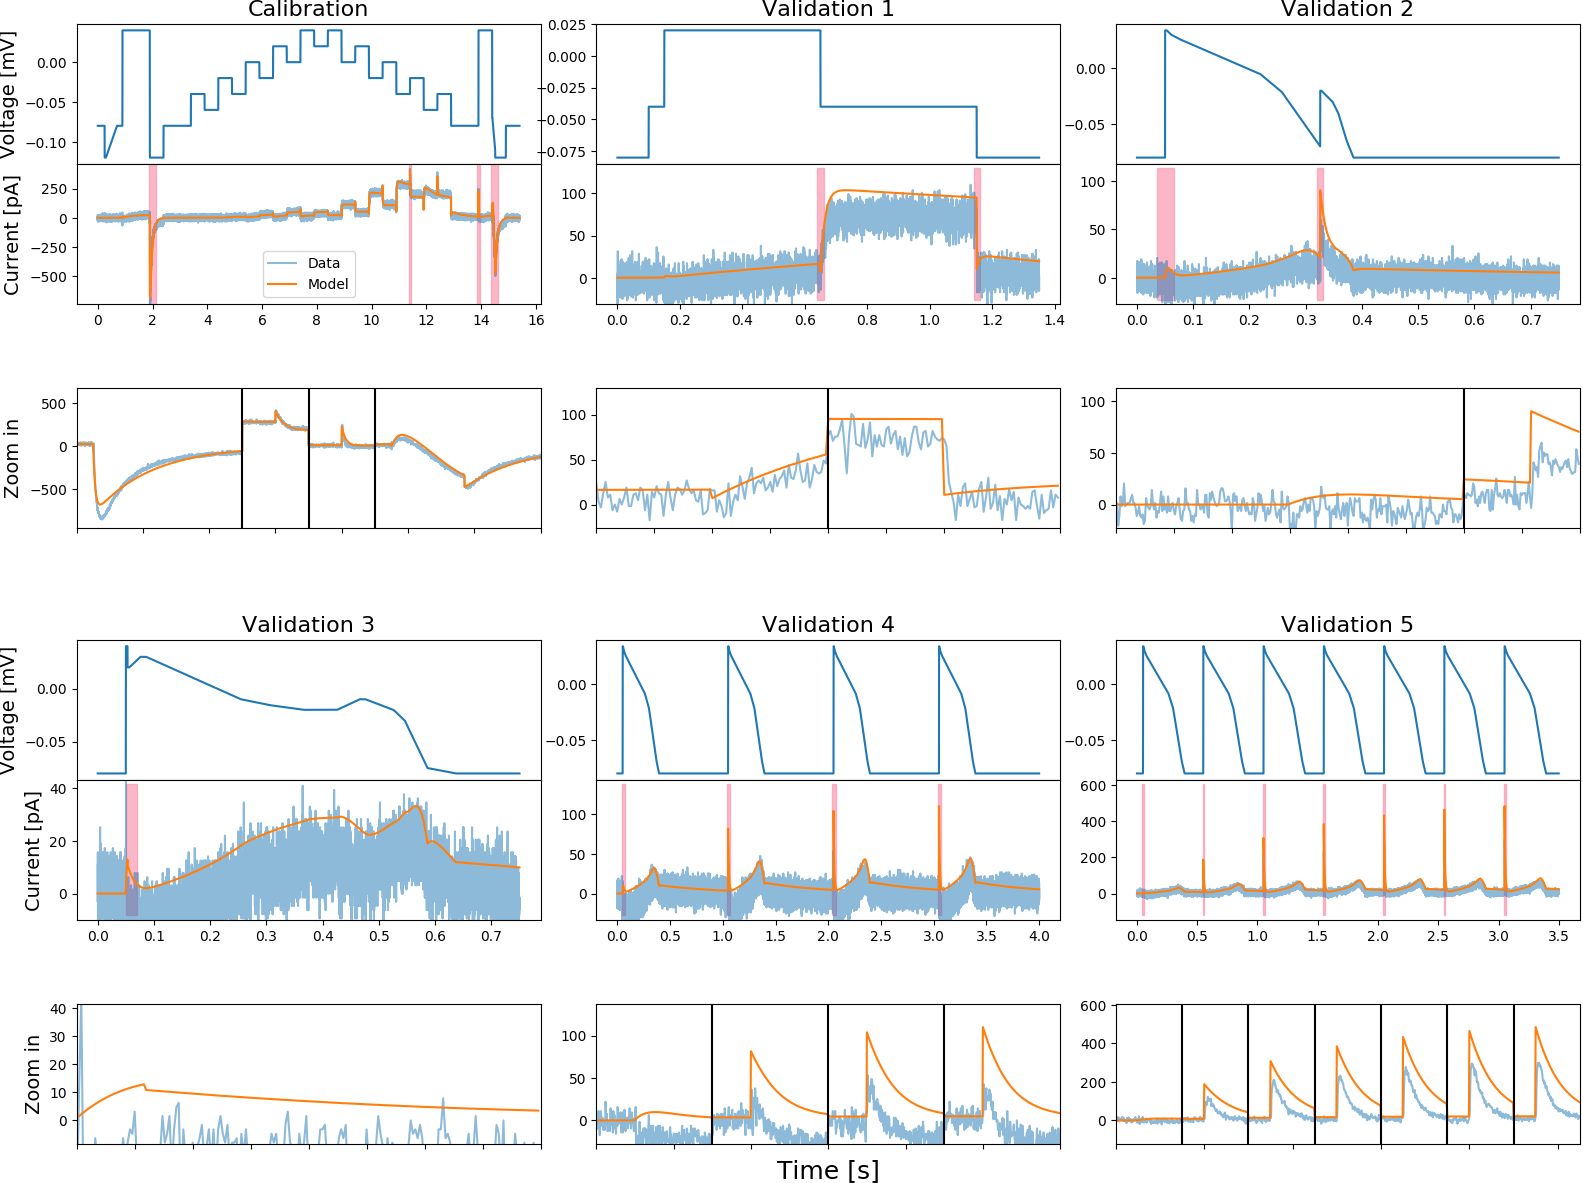 Calibration
Validation 1
Validation 2
Voltage [mV]
0.00
−0.05
−0.10
0.025
0.000
−0.025
−0.050
−0.075
0.00
−0.05
Current [pA]
250
0
−250
−500
Data
Model
100
50
0
100
50
0
0 2 4 6 8 10 12 14 16
0.0 0.2 0.4 0.6 0.8 1.0 1.2 1.4
0.0 0.1 0.2 0.3 0.4 0.5 0.6 0.7
Zoom in
500
0
−500
100
50
0
100
50
0
Validation 3
Validation 4
Validation 5
Voltage [mV]
0.00
−0.05
0.00
−0.05
0.00
−0.05
Current [pA]
40
20
0
100
50
0
600
400
200
0
0.0 0.1 0.2 0.3 0.4 0.5 0.6 0.7
0.0 0.5 1.0 1.5 2.0 2.5 3.0 3.5 4.0
0.0 0.5 1.0 1.5 2.0 2.5 3.0 3.5
Zoom in
40
30
20
10
0
100
50
0
600
400
200
0
Time [s]